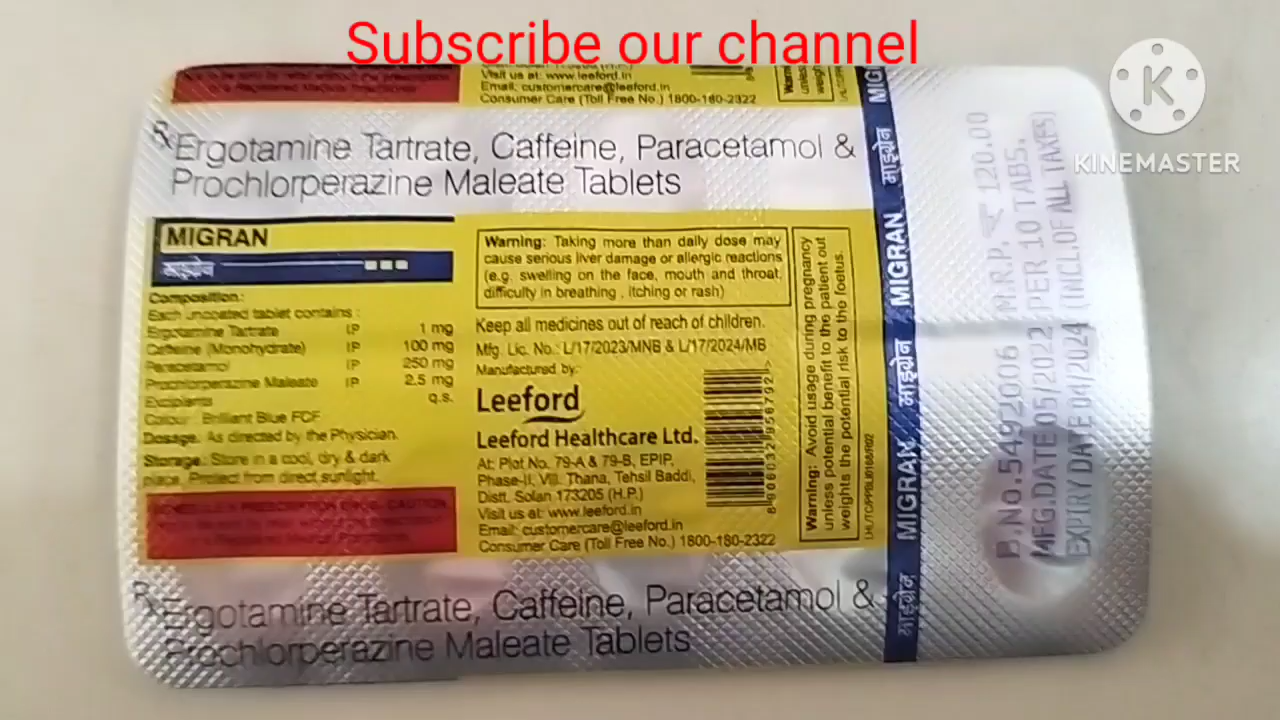 Subscribe our channel
K
KINEMASTER
Visit us at: www.leeford.in
Email: customercare@leeford.in
Consumer Care (Toll Free No.) 1800-180-2322
Rx Ergotamine Tartrate, Caffeine, Paracetamol &
Prochlorperazine Maleate Tablets
MIGRAN
माइग्रेन
Composition:
Each uncoated tablet contains :
Ergotamine Tartrate IP 1 mg
Caffeine (Monohydrate) IP 100 mg
Paracetamol IP 250 mg
Prochlorperazine Maleate IP 2.5 mg
Excipients q.s.
Colour : Brilliant Blue FCF
Dosage: As directed by the Physician.
Storage: Store in a cool, dry & dark
place, Protect from direct sunlight.
Warning: Taking more than daily dose may
cause serious liver damage or allergic reactions
(e.g. swelling on the face, mouth and throat,
difficulty in breathing , itching or rash)
Keep all medicines out of reach of children.
Mfg. Lic. No.: L/17/2023/MNB & L/17/2024/MB
Manufactured by:
Leeford
Leeford Healthcare Ltd.
At: Plot No. 79-A & 79-B, EPIP,
Phase-II, Vill. Thana, Tehsil Baddi,
Distt. Solan 173205 (H.P.)
Visit us at: www.leeford.in
Email: customercare@leeford.in
Consumer Care (Toll Free No.) 1800-180-2322
Warning: Avoid usage during pregnancy
unless potential benefit to the patient out
weights the potential risk to the foetus.
MIG
माइग्रेन
MIGRAN
माइग्रेन
MIGRAN
माइग्रेन
B.No.5492006 M.R.P. ₹ 120.00
MFG.DATE 05/2022 PER 10 TABS.
EXPIRY DATE 04/2024 (INCL.OF ALL TAXES)
Rx Ergotamine Tartrate, Caffeine, Paracetamol &
Prochlorperazine Maleate Tablets